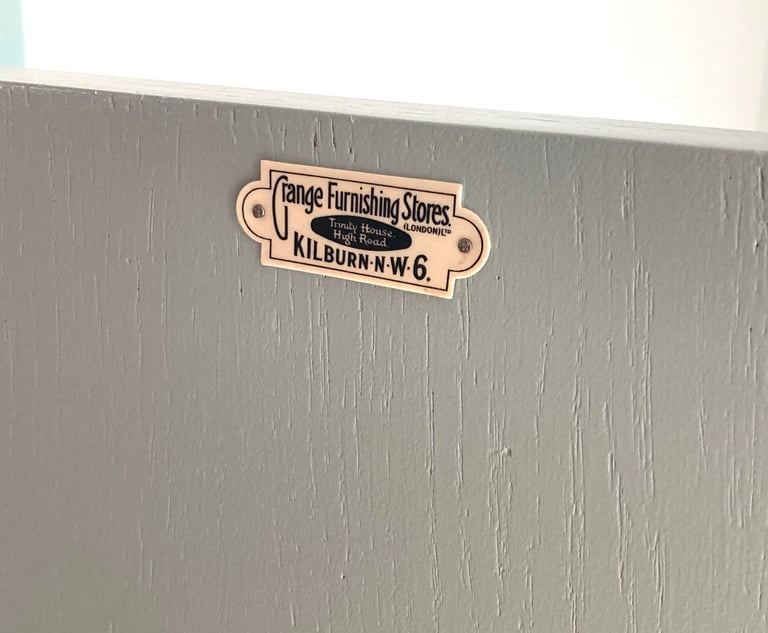 Grange Furnishing Stores.
(LONDON) LTD
Trinity House.
High Road
KILBURN·N·W·6.